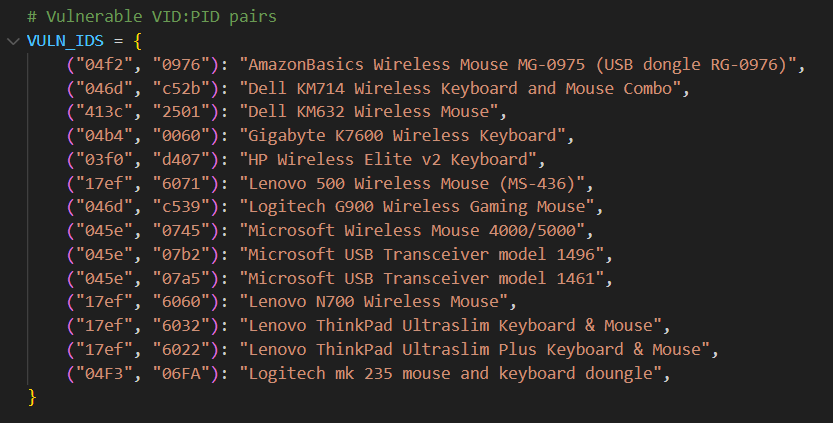 # Vulnerable VID:PID pairs
VULN_IDS = {
("04f2", "0976"): "AmazonBasics Wireless Mouse MG-0975 (USB dongle RG-0976)",
("046d", "c52b"): "Dell KM714 Wireless Keyboard and Mouse Combo",
("413c", "2501"): "Dell KM632 Wireless Mouse",
("04b4", "0060"): "Gigabyte K7600 Wireless Keyboard",
("03f0", "d407"): "HP Wireless Elite v2 Keyboard",
("17ef", "6071"): "Lenovo 500 Wireless Mouse (MS-436)",
("046d", "c539"): "Logitech G900 Wireless Gaming Mouse",
("045e", "0745"): "Microsoft Wireless Mouse 4000/5000",
("045e", "07b2"): "Microsoft USB Transceiver model 1496",
("045e", "07a5"): "Microsoft USB Transceiver model 1461",
("17ef", "6060"): "Lenovo N700 Wireless Mouse",
("17ef", "6032"): "Lenovo ThinkPad Ultraslim Keyboard & Mouse",
("17ef", "6022"): "Lenovo ThinkPad Ultraslim Plus Keyboard & Mouse",
("04F3", "06FA"): "Logitech mk 235 mouse and keyboard doungle",
}